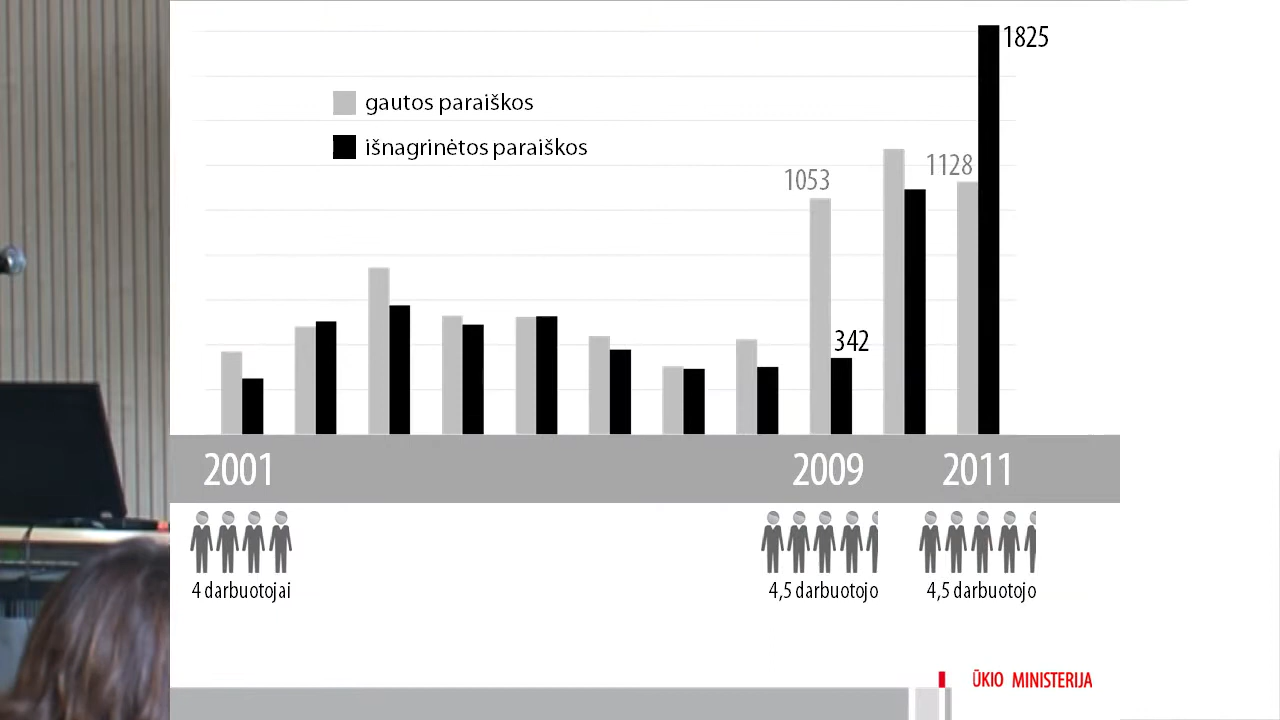 1825
gautos paraiškos
išnagrinėtos paraiškos
1053
1128
342
2001
2009
2011
4 darbuotojai
4,5 darbuotojo
4,5 darbuotojo
ŪKIO MINISTERIJA